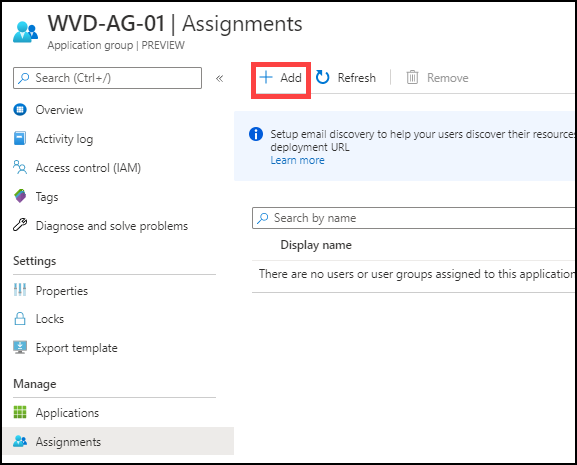 WVD-AG-01 | Assignments
Application group | PREVIEW
Search (Ctrl+/)
«
Overview
Activity log
Access control (IAM)
Tags
Diagnose and solve problems
Settings
Properties
Locks
Export template
Manage
Applications
Assignments
Add
Refresh
Remove
Setup email discovery to help your users discover their resources
deployment URL
Learn more
Search by name
Display name
There are no users or user groups assigned to this application